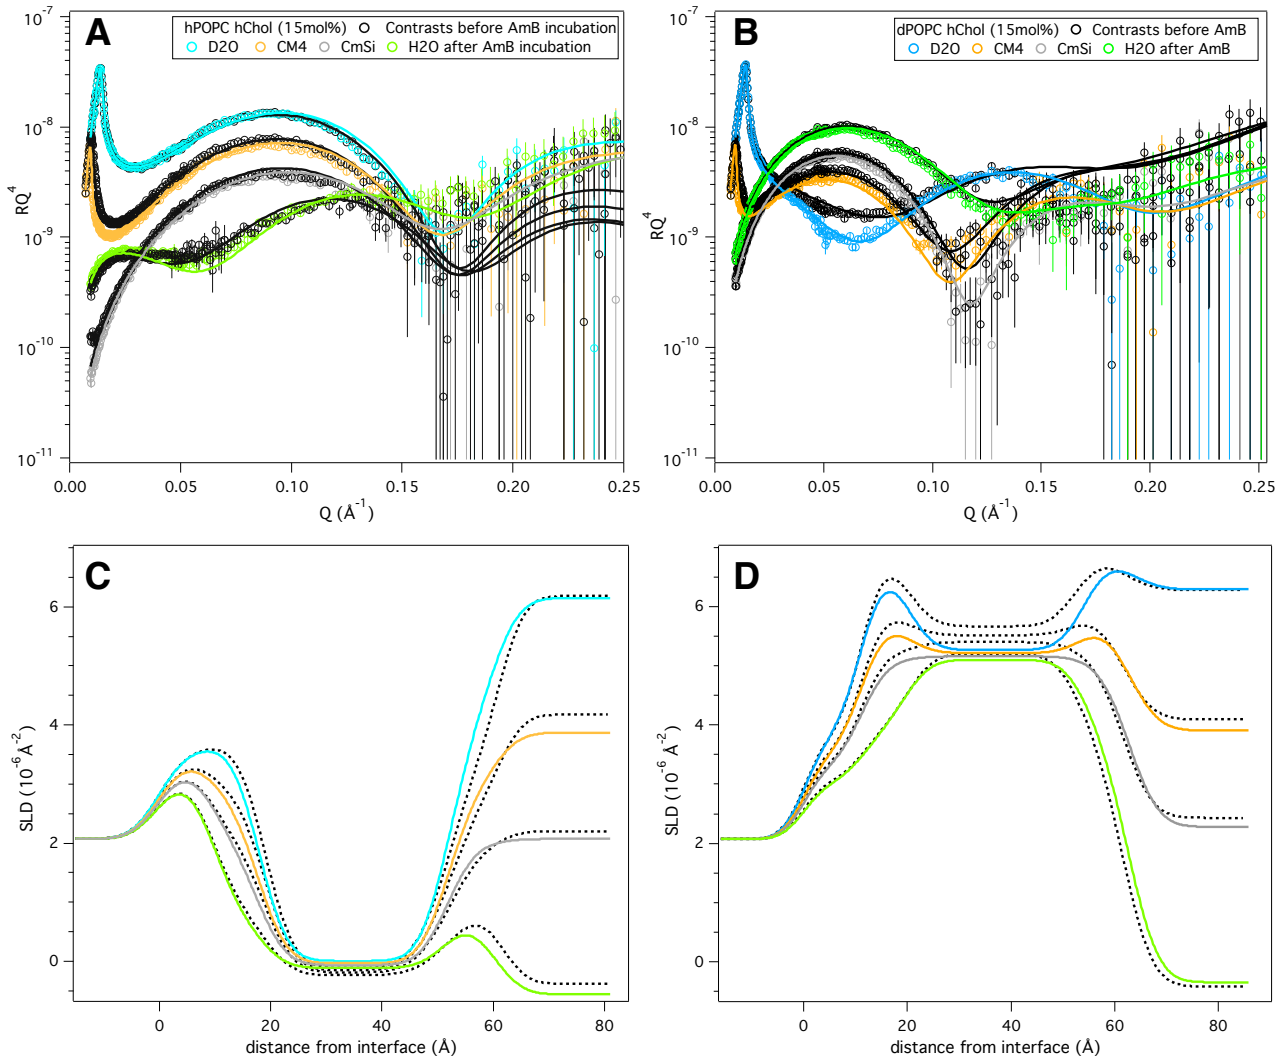 A
hPOPC hChol (15mol%) Contrasts before AmB incubation
D2O CM4 CmSi H2O after AmB incubation
10⁻⁷
10⁻⁸
10⁻⁹
10⁻¹⁰
10⁻¹¹
RQ⁴
0.00 0.05 0.10 0.15 0.20 0.25
Q (Å⁻¹)
B
dPOPC hChol (15mol%) Contrasts before AmB
D2O CM4 CmSi H2O after AmB
10⁻⁷
10⁻⁸
10⁻⁹
10⁻¹⁰
10⁻¹¹
RQ⁴
0.00 0.05 0.10 0.15 0.20 0.25
Q (Å⁻¹)
C
6
4
2
0
SLD (10⁻⁶ Å⁻²)
0 20 40 60 80
distance from interface (Å)
D
6
4
2
0
SLD (10⁻⁶ Å⁻²)
0 20 40 60 80
distance from interface (Å)